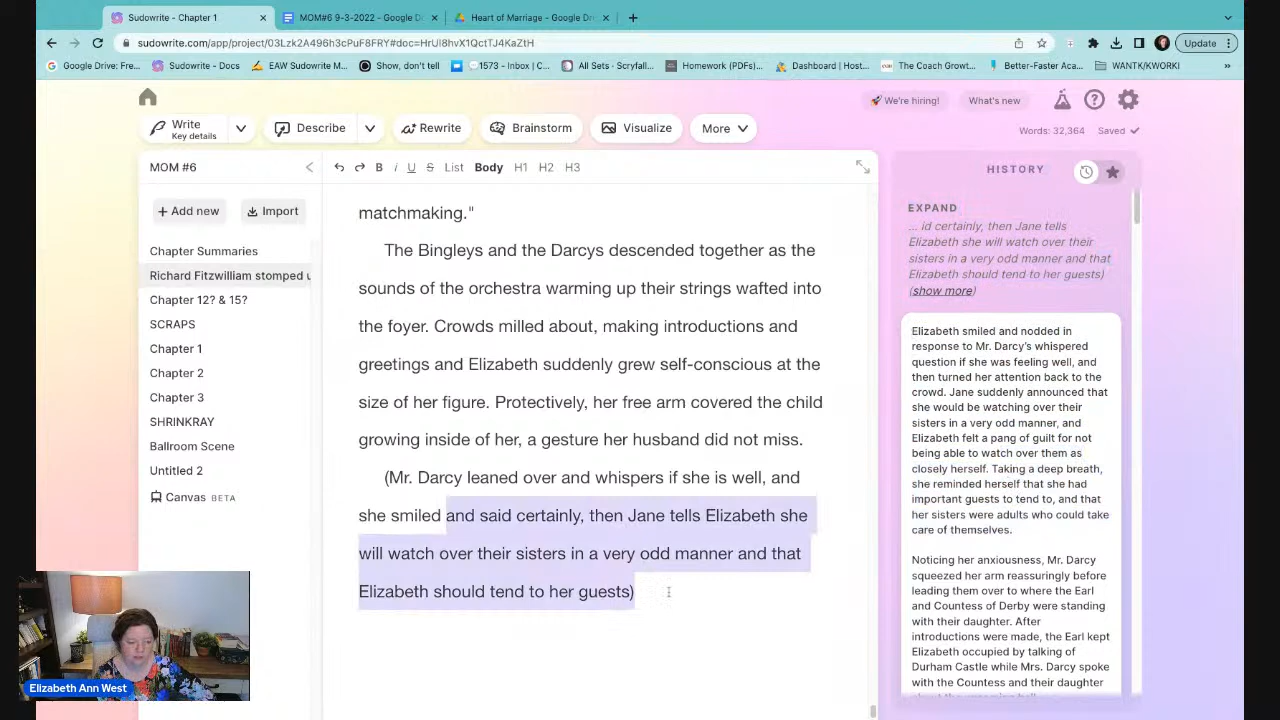 Sudowrite - Chapter 1
MOM#6 9-3-2022 - Google D
Heart of Marriage - Google Dri
sudowrite.com/app/project/03Lzk2A496h3cPuF8FRY#doc=HrUl8hvX1QctTJ4KaZtH
Update
Google Drive: Free...
Sudowrite - Docs
EAW Sudowrite M...
Show, don't tell
1573 - Inbox | C...
All Sets · Scryfall...
Homework (PDFs)...
Dashboard | Host...
The Coach Growt...
Better-Faster Aca...
WANTK/KWORKI
We're hiring!
What's new
Write
Key details
Describe
Rewrite
Brainstorm
Visualize
More
Words: 32,364
Saved
MOM #6
B i U S List Body H1 H2 H3
HISTORY
+ Add new
Import
Chapter Summaries
Richard Fitzwilliam stomped u
Chapter 12? & 15?
SCRAPS
Chapter 1
Chapter 2
Chapter 3
SHRINKRAY
Ballroom Scene
Untitled 2
Canvas BETA
matchmaking."
The Bingleys and the Darcys descended together as the
sounds of the orchestra warming up their strings wafted into
the foyer. Crowds milled about, making introductions and
greetings and Elizabeth suddenly grew self-conscious at the
size of her figure. Protectively, her free arm covered the child
growing inside of her, a gesture her husband did not miss.
(Mr. Darcy leaned over and whispers if she is well, and
she smiled and said certainly, then Jane tells Elizabeth she
will watch over their sisters in a very odd manner and that
Elizabeth should tend to her guests)
EXPAND
... id certainly, then Jane tells
Elizabeth she will watch over their
sisters in a very odd manner and that
Elizabeth should tend to her guests)
(show more)
Elizabeth smiled and nodded in
response to Mr. Darcy's whispered
question if she was feeling well, and
then turned her attention back to the
crowd. Jane suddenly announced that
she would be watching over their
sisters in a very odd manner, and
Elizabeth felt a pang of guilt for not
being able to watch over them as
closely herself. Taking a deep breath,
she reminded herself that she had
important guests to tend to, and that
her sisters were adults who could take
care of themselves.
Noticing her anxiousness, Mr. Darcy
squeezed her arm reassuringly before
leading them over to where the Earl
and Countess of Derby were standing
with their daughter. After
introductions were made, the Earl kept
Elizabeth occupied by talking of
Durham Castle while Mrs. Darcy spoke
with the Countess and their daughter
Elizabeth Ann West